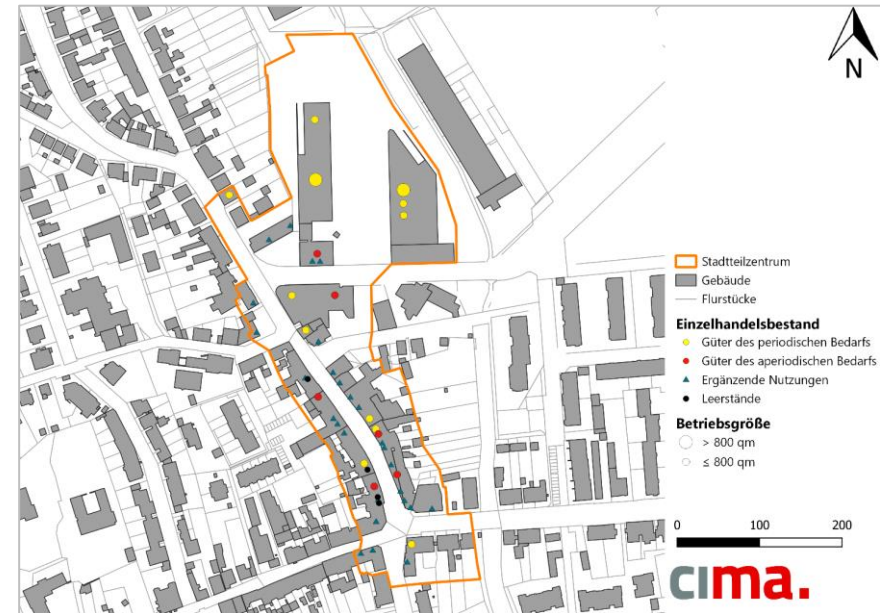 N
Stadtteilzentrum
Gebäude
Flurstücke
Einzelhandelsbestand
Güter des periodischen Bedarfs
Güter des aperiodischen Bedarfs
Ergänzende Nutzungen
Leerstände
Betriebsgröße
> 800 qm
≤ 800 qm
0 100 200
cima.